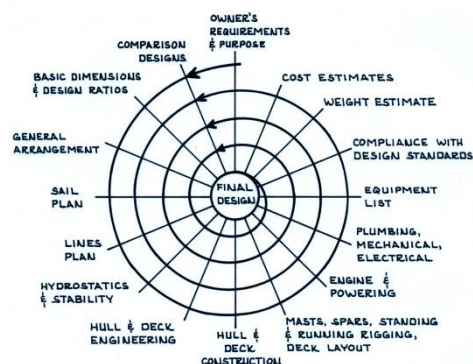 OWNER'S
REQUIREMENTS
& PURPOSE
COMPARISON
DESIGNS
BASIC DIMENSIONS
& DESIGN RATIOS
GENERAL
ARRANGEMENT
SAIL
PLAN
LINES
PLAN
HYDROSTATICS
& STABILITY
HULL & DECK
ENGINEERING
HULL &
DECK
CONSTRUCTION
MASTS, SPARS, STANDING
& RUNNING RIGGING,
DECK LAYOUT
ENGINE &
POWERING
PLUMBING,
MECHANICAL,
ELECTRICAL
EQUIPMENT
LIST
COMPLIANCE WITH
DESIGN STANDARDS
WEIGHT ESTIMATE
COST ESTIMATES
FINAL
DESIGN